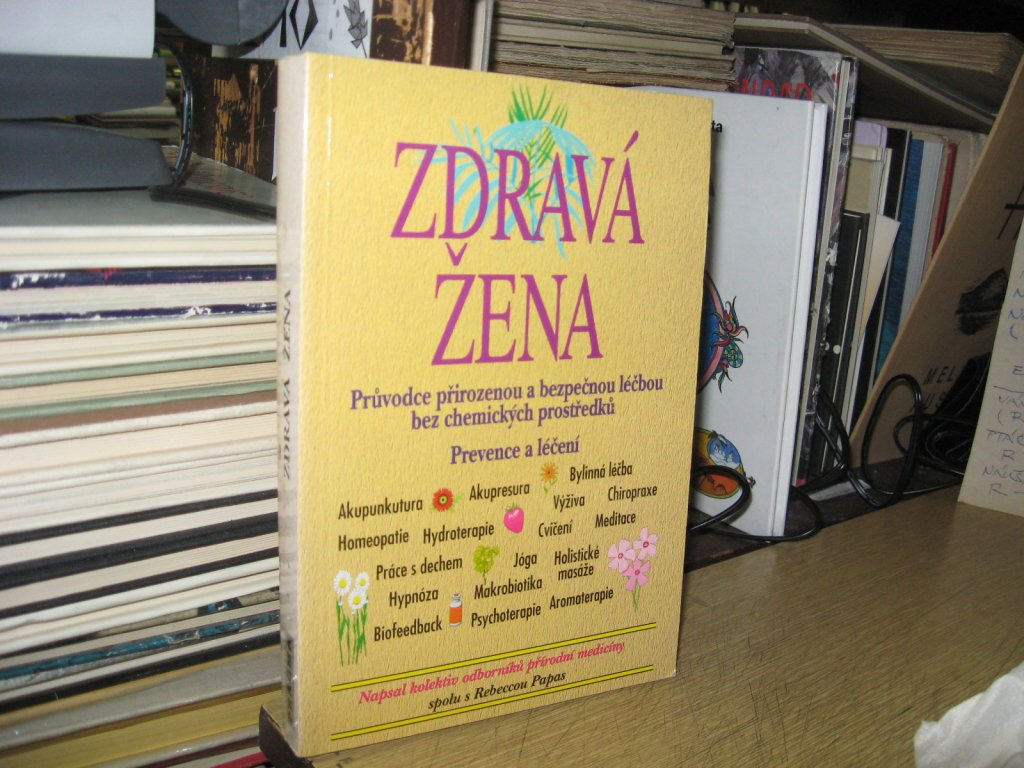 ZDRAVÁ
ŽENA
Průvodce přirozenou a bezpečnou léčbou
bez chemických prostředků
Prevence a léčení
Akupunkutura Akupresura Bylinná léčba
Výživa Chiropraxe
Homeopatie Hydroterapie Cvičení Meditace
Práce s dechem Jóga Holistické
masáže
Hypnóza Makrobiotika
Biofeedback Psychoterapie Aromaterapie
Napsal kolektiv odborníků přírodní medicíny
spolu s Rebeccou Papas
ZDRAVÁ ŽENA